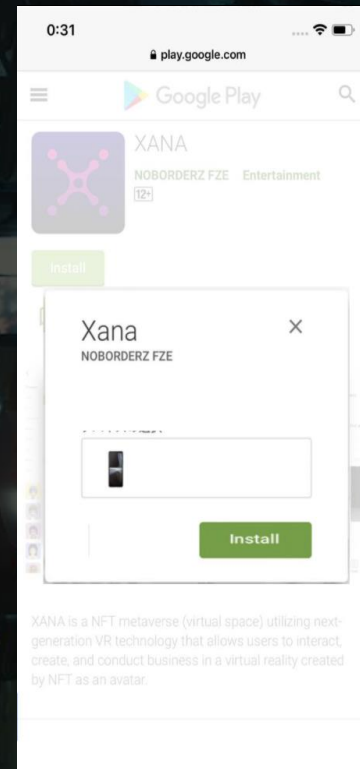 0:31
play.google.com
Google Play
XANA
NOBORDERZ FZE Entertainment
12+
Install
Xana
NOBORDERZ FZE
Install
XANA is a NFT metaverse (virtual space) utilizing next-
generation VR technology that allows users to interact,
create, and conduct business in a virtual reality created
by NFT as an avatar.